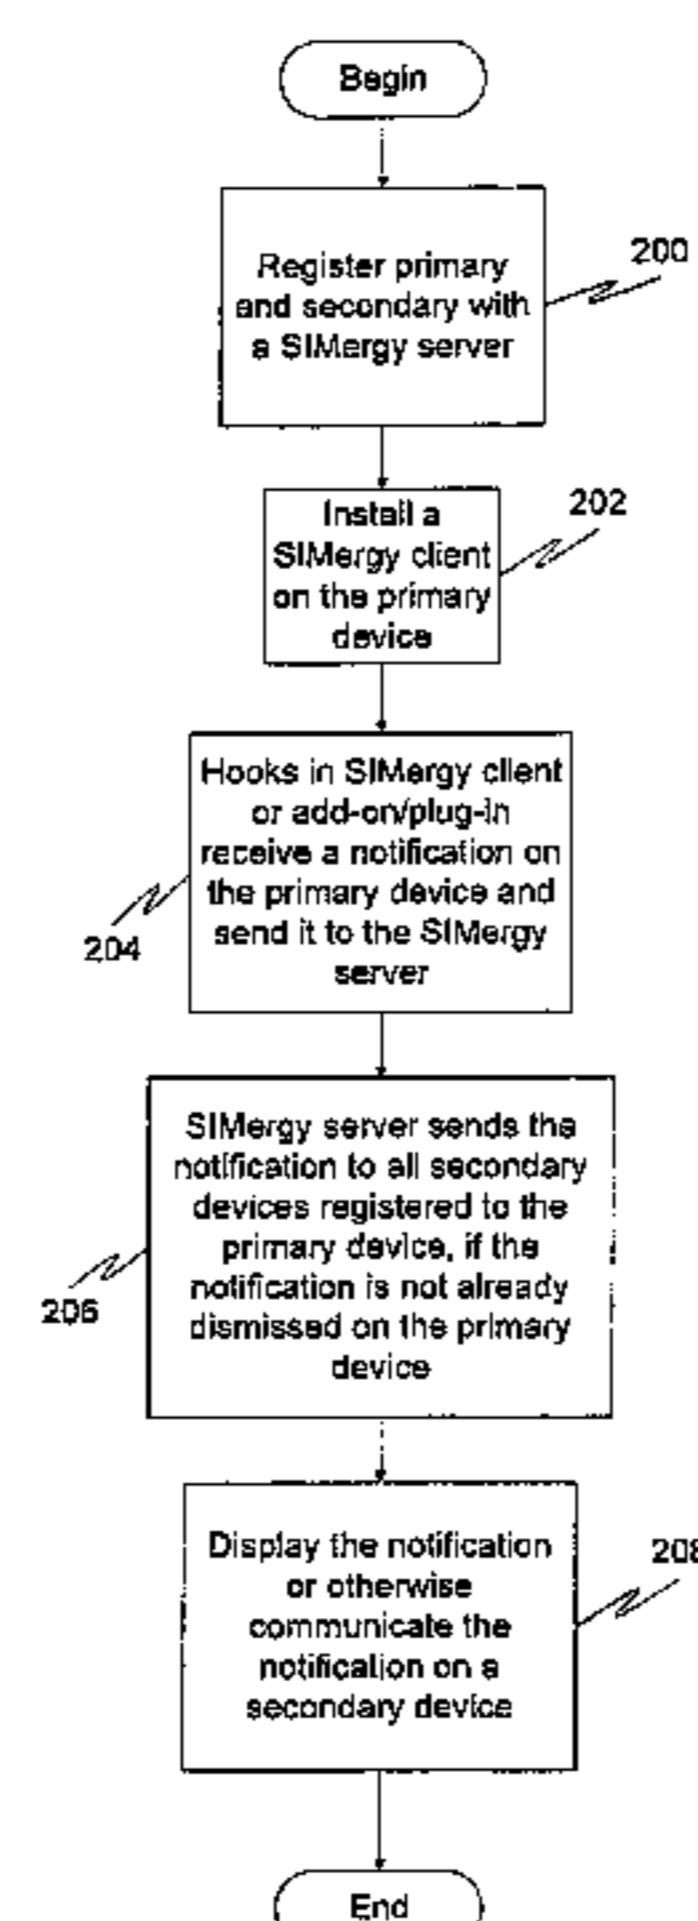 Begin
Register primary
and secondary with
a SIMergy server
200
Install a
SIMergy client
on the primary
device
202
Hooks in SIMergy client
or add-on/plug-in
receive a notification on
the primary device and
send it to the SIMergy
server
204
SIMergy server sends the
notification to all secondary
devices registered to the
primary device, if the
notification is not already
dismissed on the primary
device
206
Display the notification
or otherwise
communicate the
notification on a
secondary device
208
End